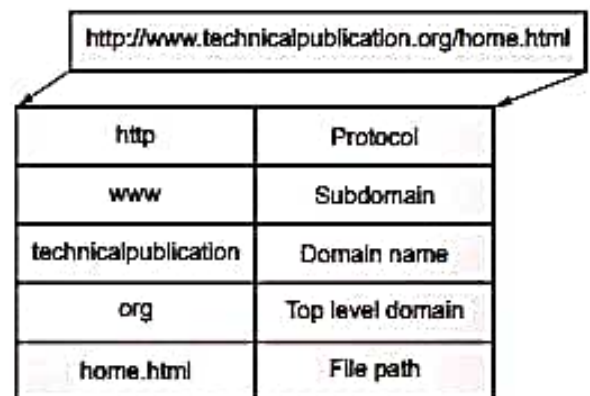 http://www.technicalpublication.org/home.html
http Protocol
www Subdomain
technicalpublication Domain name
org Top level domain
home.html File path